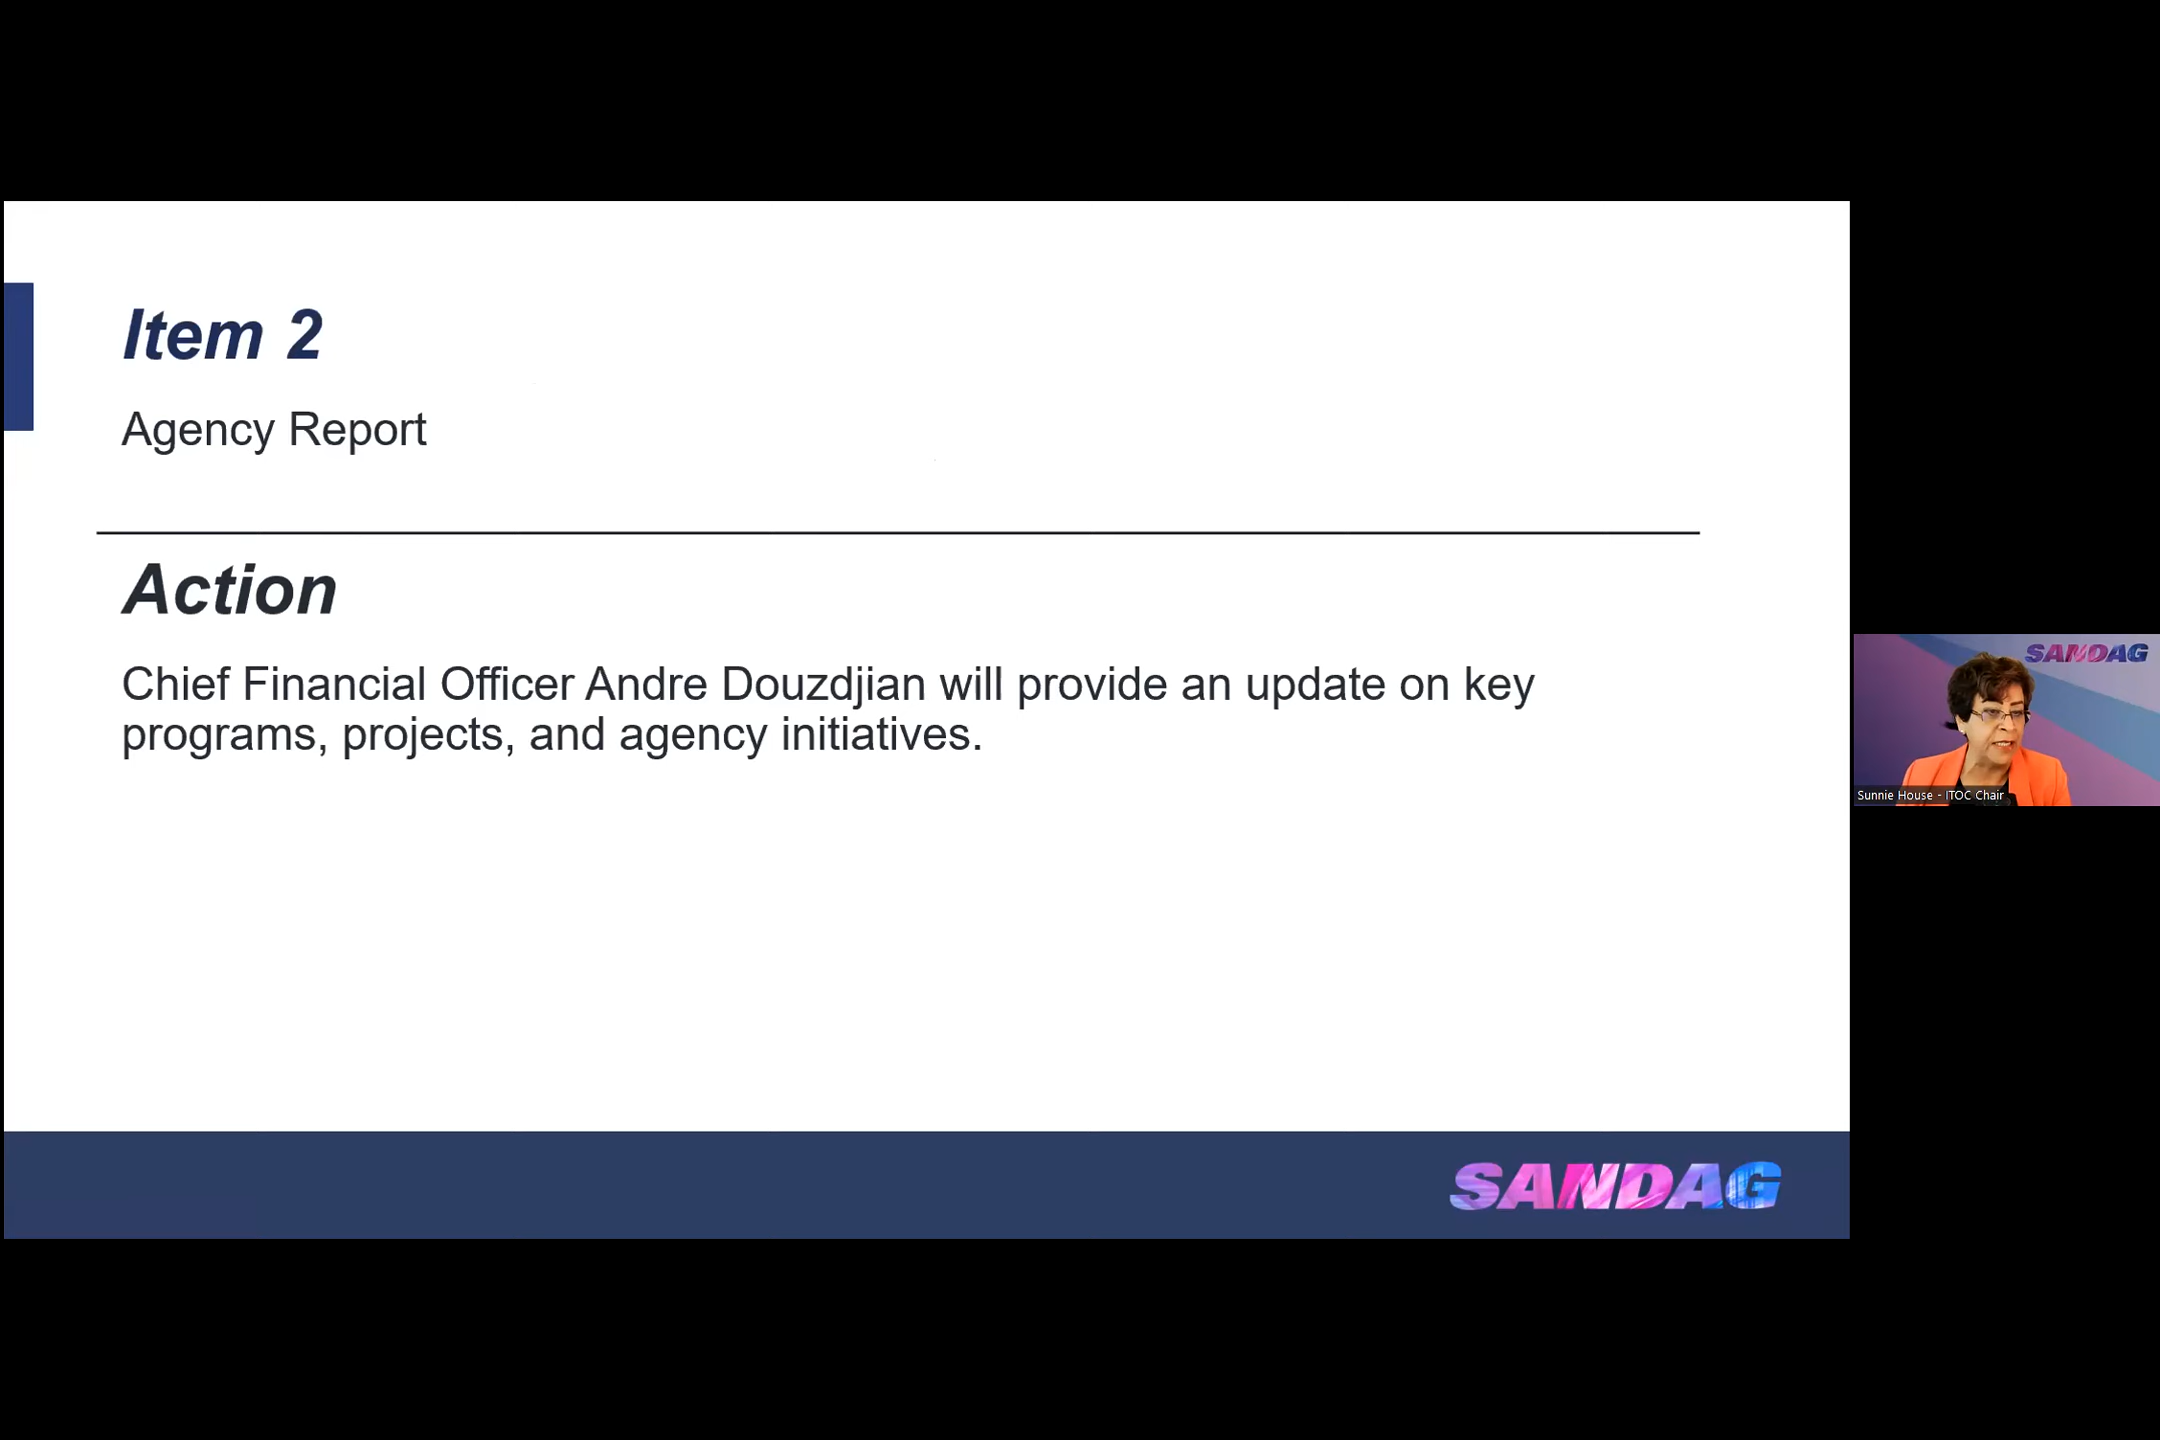 Item 2
Agency Report
Action
Chief Financial Officer Andre Douzdjian will provide an update on key
programs, projects, and agency initiatives.
SANDAG
SANDAG
Sunnie House - ITOC Chair